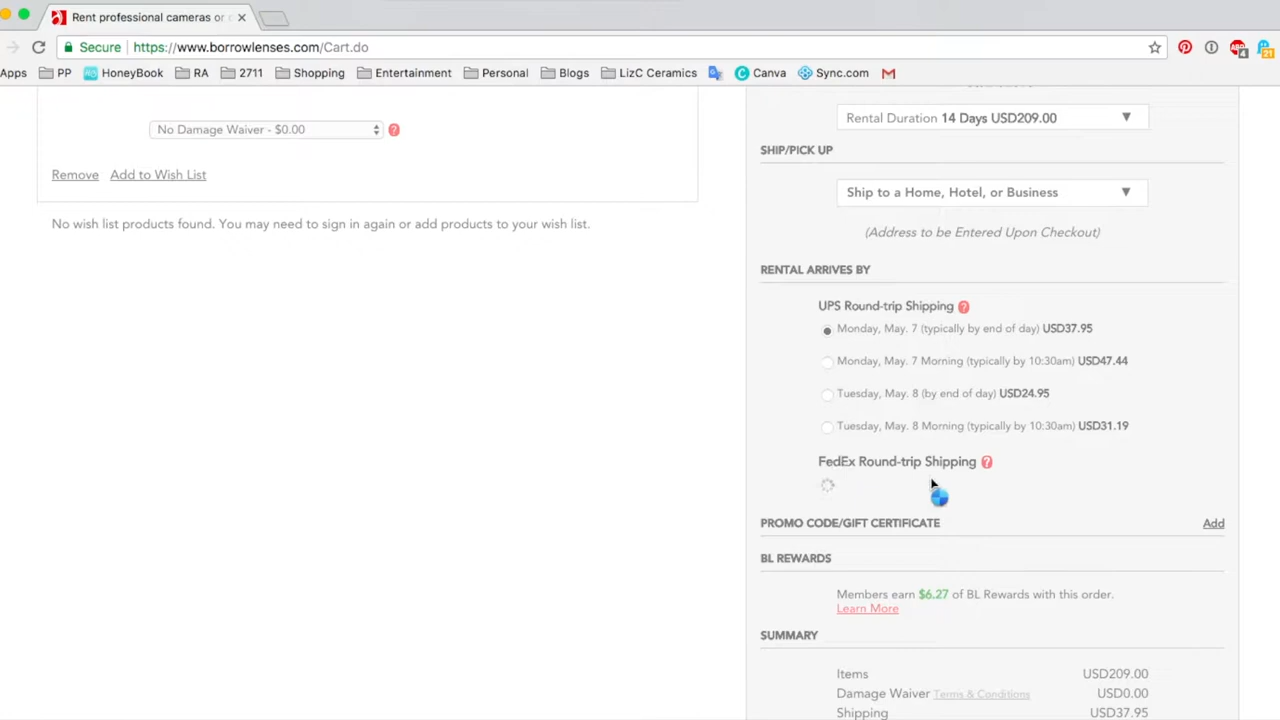 Rent professional cameras or
Secure https://www.borrowlenses.com/Cart.do
4
21
Apps PP HoneyBook RA 2711 Shopping Entertainment Personal Blogs LizC Ceramics Canva Sync.com
No Damage Waiver - $0.00 ?
Remove Add to Wish List
No wish list products found. You may need to sign in again or add products to your wish list.
Rental Duration 14 Days USD209.00
SHIP/PICK UP
Ship to a Home, Hotel, or Business
(Address to be Entered Upon Checkout)
RENTAL ARRIVES BY
UPS Round-trip Shipping ?
Monday, May. 7 (typically by end of day) USD37.95
Monday, May. 7 Morning (typically by 10:30am) USD47.44
Tuesday, May. 8 (by end of day) USD24.95
Tuesday, May. 8 Morning (typically by 10:30am) USD31.19
FedEx Round-trip Shipping ?
PROMO CODE/GIFT CERTIFICATE Add
BL REWARDS
Members earn $6.27 of BL Rewards with this order.
Learn More
SUMMARY
Items USD209.00
Damage Waiver Terms & Conditions USD0.00
Shipping USD37.95